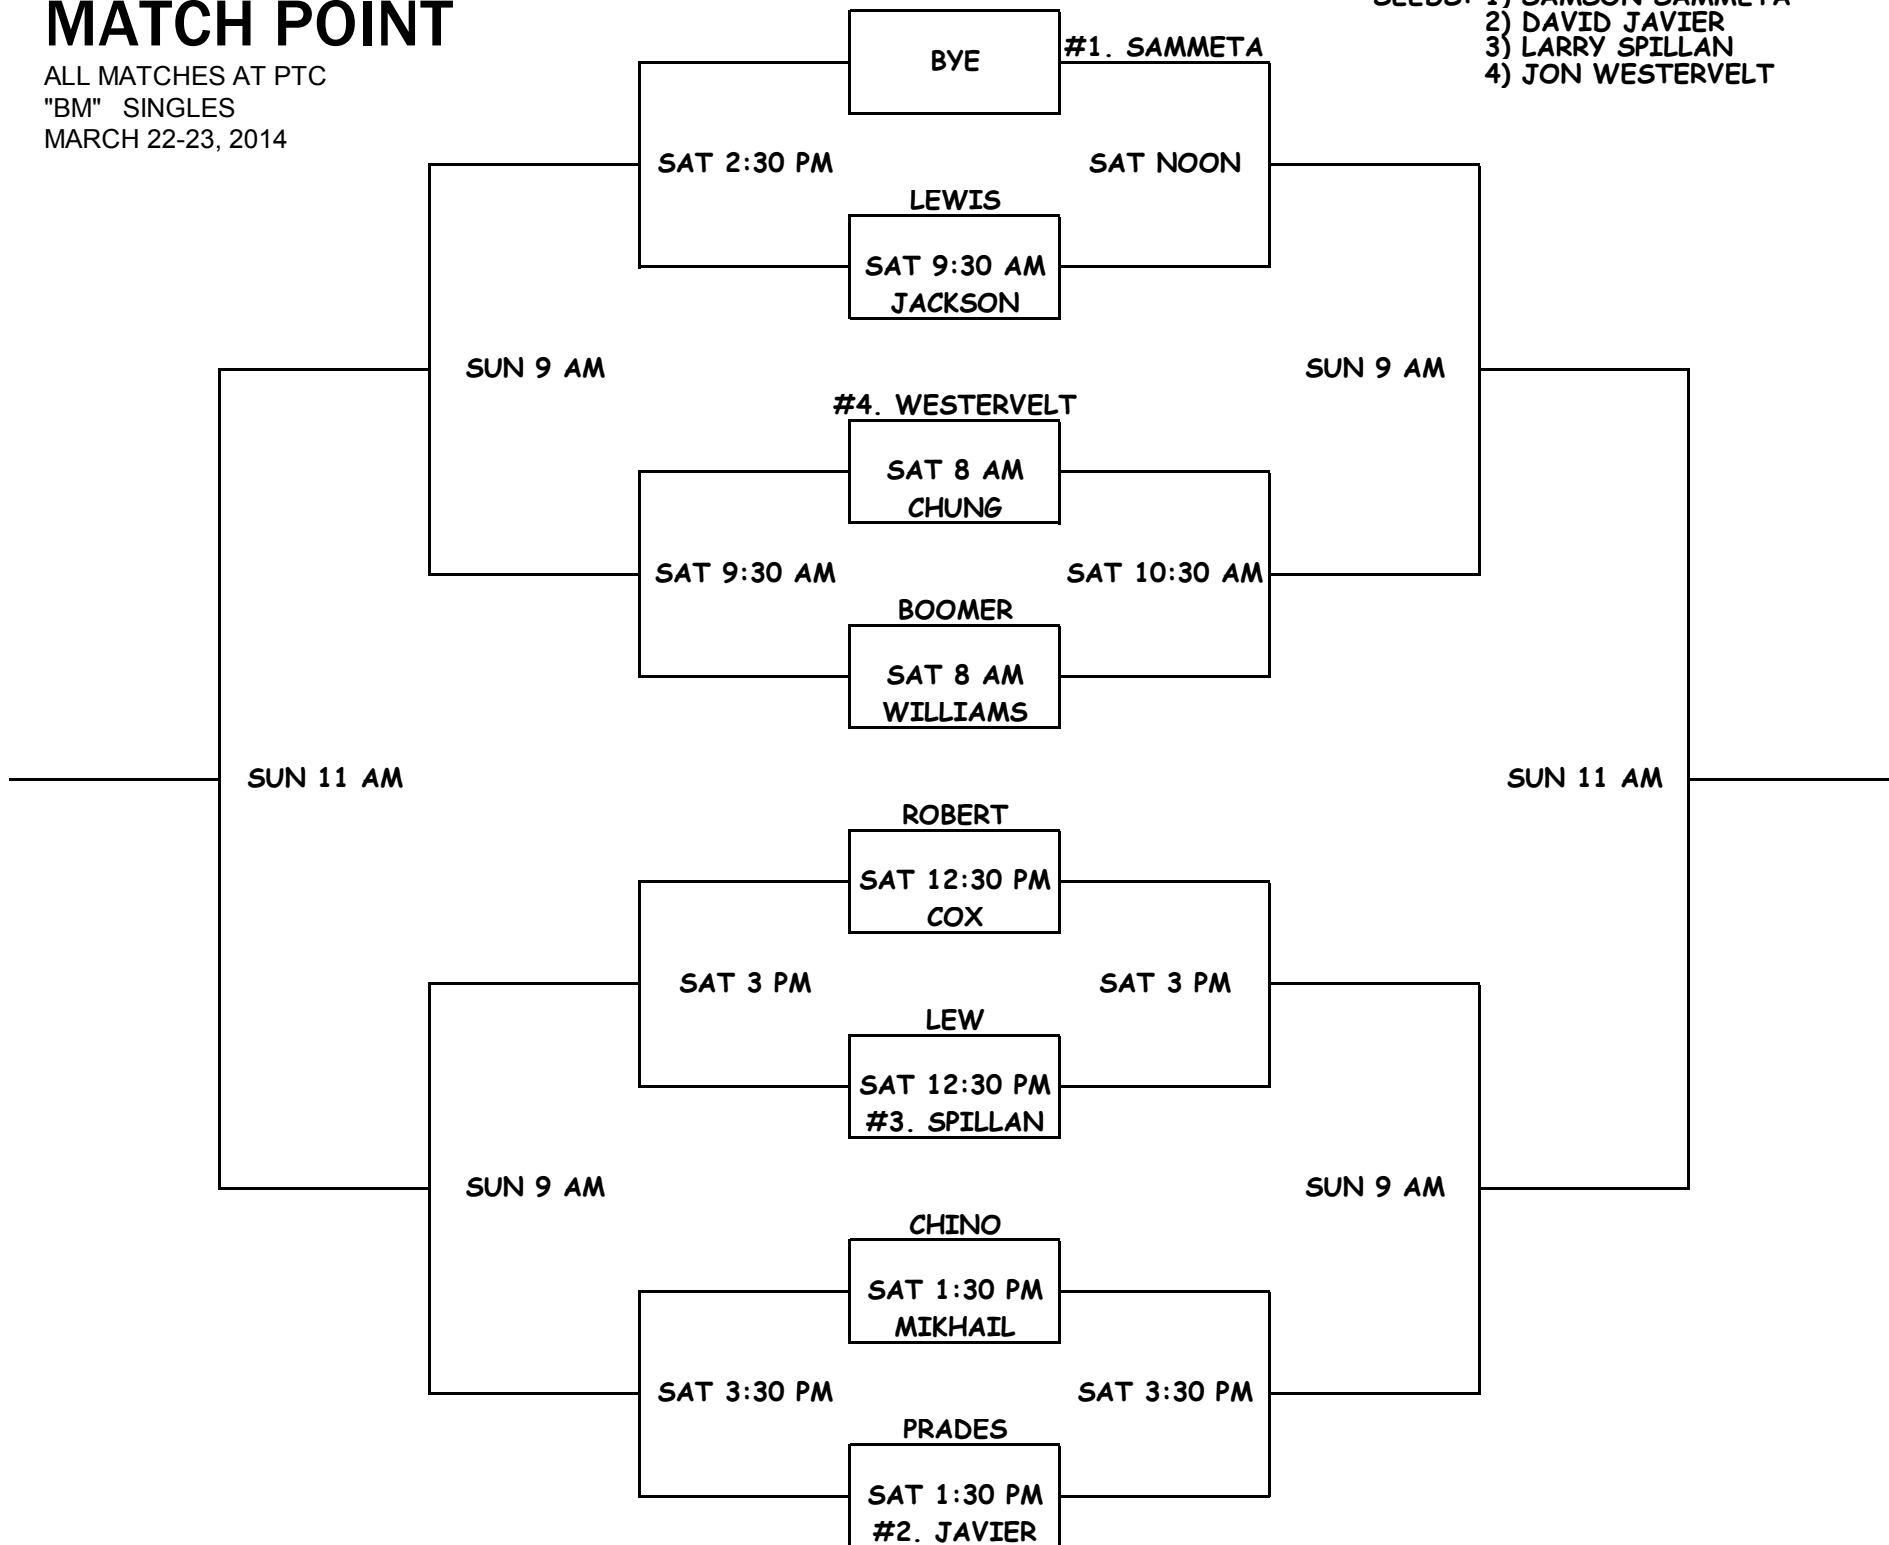 MATCH POINT
ALL MATCHES AT PTC
"BM" SINGLES
MARCH 22-23, 2014
SEEDS: 1) SAMSON SAMMETA
2) DAVID JAVIER
3) LARRY SPILLAN
4) JON WESTERVELT
BYE
#1. SAMMETA
SAT 2:30 PM
SAT NOON
LEWIS
SAT 9:30 AM
JACKSON
SUN 9 AM
SUN 9 AM
#4. WESTERVELT
SAT 8 AM
CHUNG
SAT 9:30 AM
SAT 10:30 AM
BOOMER
SAT 8 AM
WILLIAMS
SUN 11 AM
SUN 11 AM
ROBERT
SAT 12:30 PM
COX
SAT 3 PM
SAT 3 PM
LEW
SAT 12:30 PM
#3. SPILLAN
SUN 9 AM
SUN 9 AM
CHINO
SAT 1:30 PM
MIKHAIL
SAT 3:30 PM
SAT 3:30 PM
PRADES
SAT 1:30 PM
#2. JAVIER